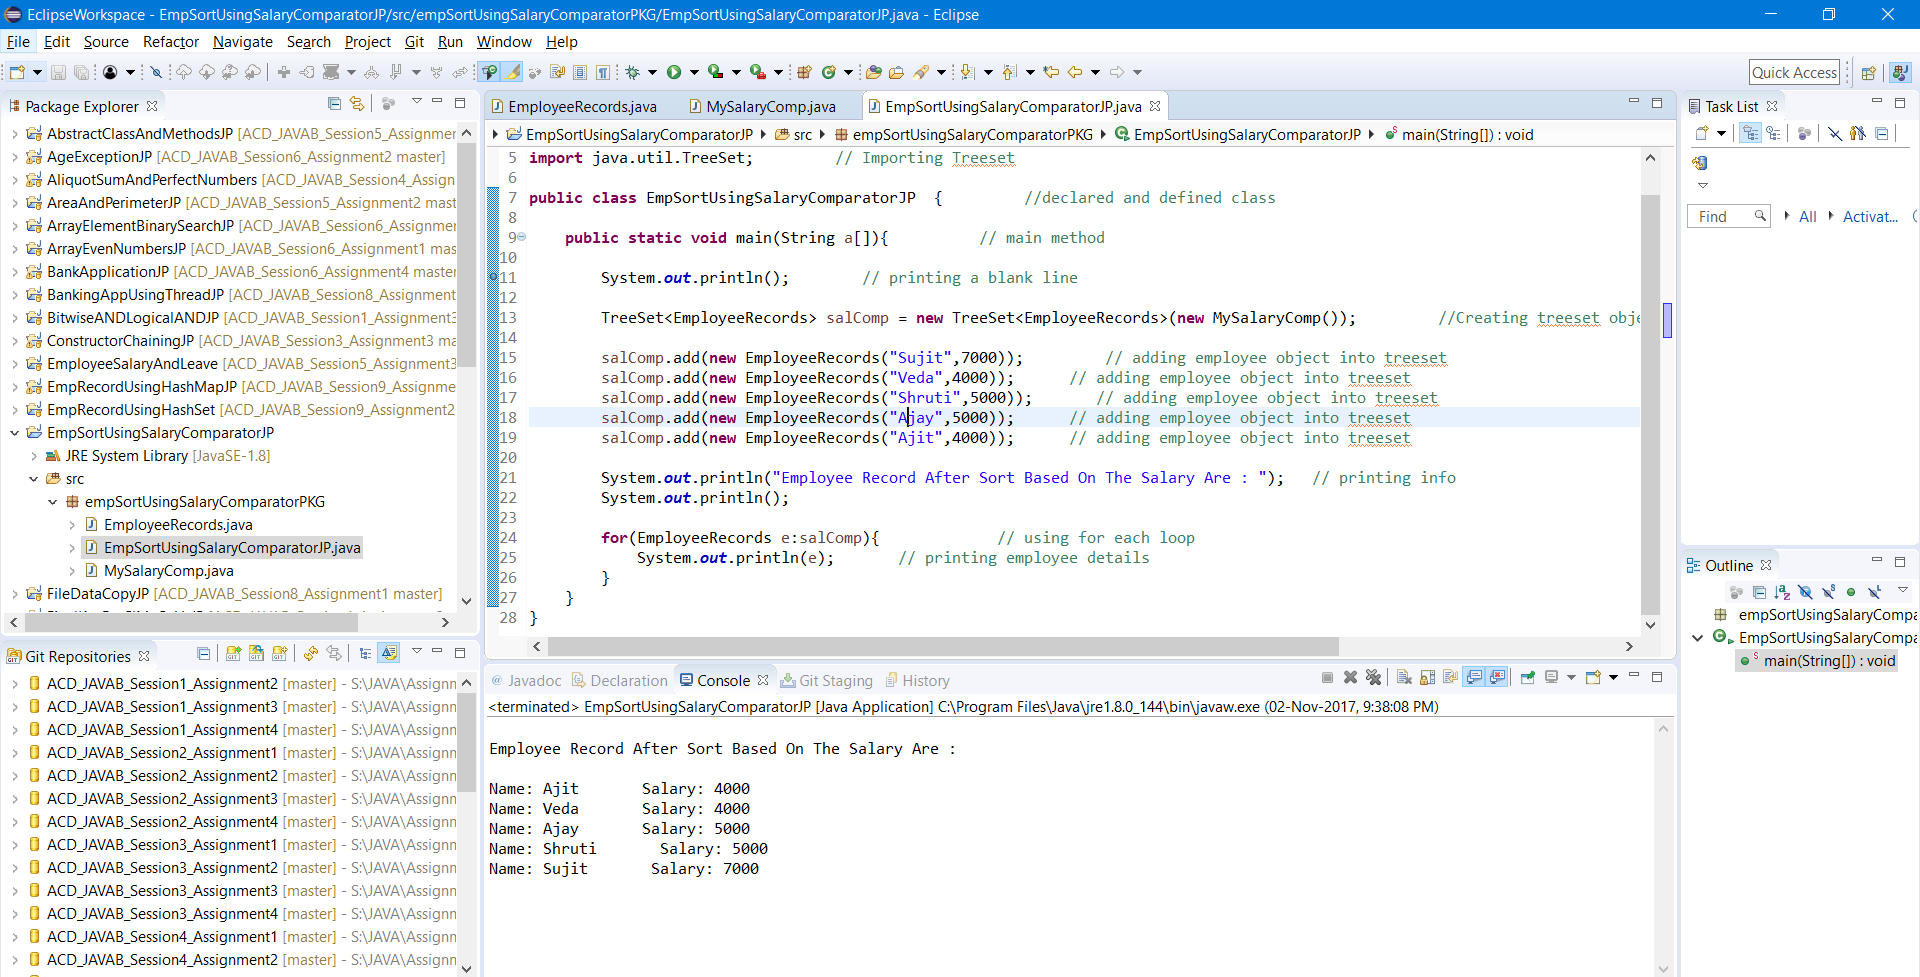 EclipseWorkspace - EmpSortUsingSalaryComparatorJP/src/empSortUsingSalaryComparatorPKG/EmpSortUsingSalaryComparatorJP.java - Eclipse
File Edit Source Refactor Navigate Search Project Git Run Window Help
Quick Access
Package Explorer
AbstractClassAndMethodsJP [ACD_JAVAB_Session5_Assignmer
AgeExceptionJP [ACD_JAVAB_Session6_Assignment2 master]
AliquotSumAndPerfectNumbers [ACD_JAVAB_Session4_Assign
AreaAndPerimeterJP [ACD_JAVAB_Session5_Assignment2 mast
ArrayElementBinarySearchJP [ACD_JAVAB_Session6_Assignmer
ArrayEvenNumbersJP [ACD_JAVAB_Session6_Assignment1 mas
BankApplicationJP [ACD_JAVAB_Session6_Assignment4 master
BankingAppUsingThreadJP [ACD_JAVAB_Session8_Assignment
BitwiseANDLogicalANDJP [ACD_JAVAB_Session1_Assignment3
ConstructorChainingJP [ACD_JAVAB_Session3_Assignment3 ma
EmployeeSalaryAndLeave [ACD_JAVAB_Session5_Assignment3
EmpRecordUsingHashMapJP [ACD_JAVAB_Session9_Assignme
EmpRecordUsingHashSet [ACD_JAVAB_Session9_Assignment2
EmpSortUsingSalaryComparatorJP
JRE System Library [JavaSE-1.8]
src
empSortUsingSalaryComparatorPKG
EmployeeRecords.java
EmpSortUsingSalaryComparatorJP.java
MySalaryComp.java
FileDataCopyJP [ACD_JAVAB_Session8_Assignment1 master]
Git Repositories
ACD_JAVAB_Session1_Assignment2 [master] - S:\JAVA\Assignn
ACD_JAVAB_Session1_Assignment3 [master] - S:\JAVA\Assignn
ACD_JAVAB_Session1_Assignment4 [master] - S:\JAVA\Assignn
ACD_JAVAB_Session2_Assignment1 [master] - S:\JAVA\Assignn
ACD_JAVAB_Session2_Assignment2 [master] - S:\JAVA\Assignn
ACD_JAVAB_Session2_Assignment3 [master] - S:\JAVA\Assignn
ACD_JAVAB_Session2_Assignment4 [master] - S:\JAVA\Assignn
ACD_JAVAB_Session3_Assignment1 [master] - S:\JAVA\Assignn
ACD_JAVAB_Session3_Assignment2 [master] - S:\JAVA\Assignn
ACD_JAVAB_Session3_Assignment3 [master] - S:\JAVA\Assignn
ACD_JAVAB_Session3_Assignment4 [master] - S:\JAVA\Assignn
ACD_JAVAB_Session4_Assignment1 [master] - S:\JAVA\Assignn
ACD_JAVAB_Session4_Assignment2 [master] - S:\JAVA\Assignn
EmployeeRecords.java MySalaryComp.java EmpSortUsingSalaryComparatorJP.java
EmpSortUsingSalaryComparatorJP src empSortUsingSalaryComparatorPKG EmpSortUsingSalaryComparatorJP main(String[]) : void
5 import java.util.TreeSet; // Importing Treeset
6
7 public class EmpSortUsingSalaryComparatorJP { //declared and defined class
8
9 public static void main(String a[]){ // main method
10
11 System.out.println(); // printing a blank line
12
13 TreeSet<EmployeeRecords> salComp = new TreeSet<EmployeeRecords>(new MySalaryComp()); //Creating treeset obje
14
15 salComp.add(new EmployeeRecords("Sujit",7000)); // adding employee object into treeset
16 salComp.add(new EmployeeRecords("Veda",4000)); // adding employee object into treeset
17 salComp.add(new EmployeeRecords("Shruti",5000)); // adding employee object into treeset
18 salComp.add(new EmployeeRecords("Ajay",5000)); // adding employee object into treeset
19 salComp.add(new EmployeeRecords("Ajit",4000)); // adding employee object into treeset
20
21 System.out.println("Employee Record After Sort Based On The Salary Are : "); // printing info
22 System.out.println();
23
24 for(EmployeeRecords e:salComp){ // using for each loop
25 System.out.println(e); // printing employee details
26 }
27 }
28 }
@ Javadoc Declaration Console Git Staging History
<terminated> EmpSortUsingSalaryComparatorJP [Java Application] C:\Program Files\Java\jre1.8.0_144\bin\javaw.exe (02-Nov-2017, 9:38:08 PM)
Employee Record After Sort Based On The Salary Are :
Name: Ajit Salary: 4000
Name: Veda Salary: 4000
Name: Ajay Salary: 5000
Name: Shruti Salary: 5000
Name: Sujit Salary: 7000
Task List
Find All Activat...
Outline
empSortUsingSalaryCompa
EmpSortUsingSalaryCompa
main(String[]) : void